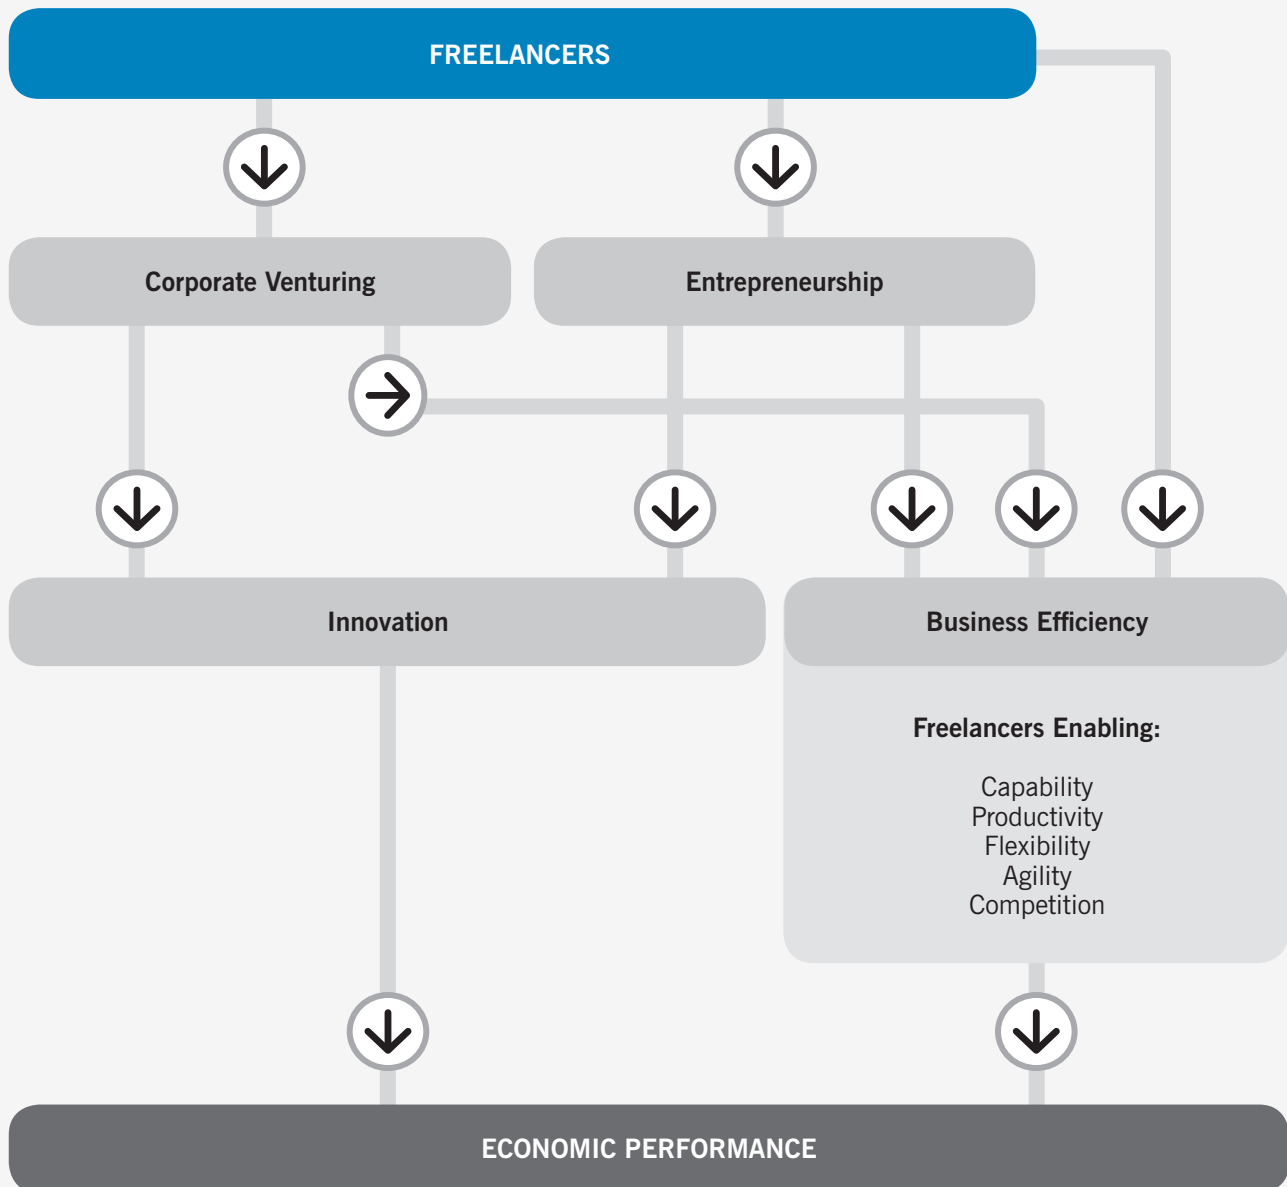 FREELANCERS
Corporate Venturing
Entrepreneurship
Innovation
Business Efficiency
Freelancers Enabling:
Capability
Productivity
Flexibility
Agility
Competition
ECONOMIC PERFORMANCE